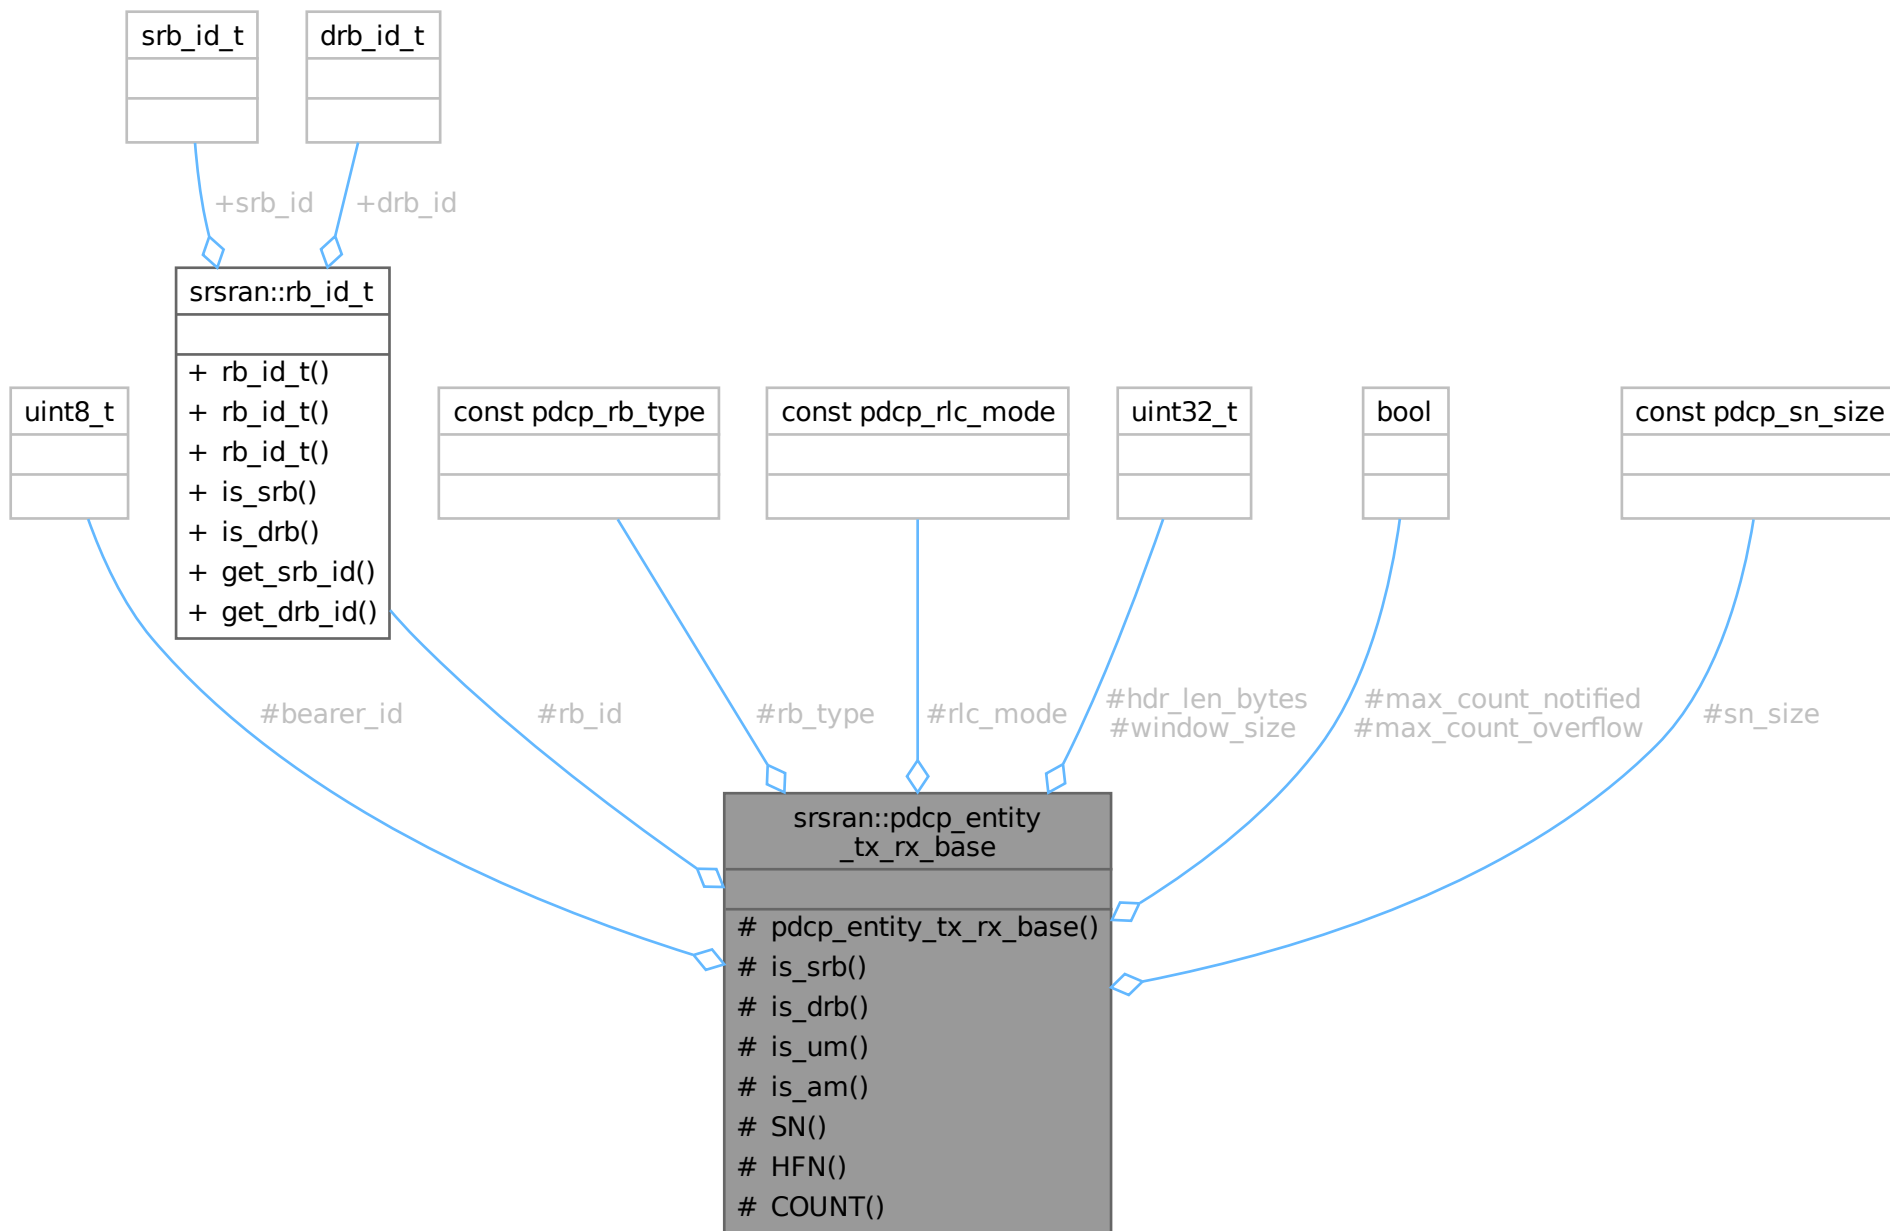 srb_id_t
drb_id_t
+srb_id
+drb_id
srsran::rb_id_t
+ rb_id_t()
+ rb_id_t()
+ rb_id_t()
+ is_srb()
+ is_drb()
+ get_srb_id()
+ get_drb_id()
uint8_t
const pdcp_rb_type
const pdcp_rlc_mode
uint32_t
bool
const pdcp_sn_size
#bearer_id
#rb_id
#rb_type
#rlc_mode
#hdr_len_bytes
#window_size
#max_count_notified
#max_count_overflow
#sn_size
srsran::pdcp_entity
_tx_rx_base
# pdcp_entity_tx_rx_base()
# is_srb()
# is_drb()
# is_um()
# is_am()
# SN()
# HFN()
# COUNT()